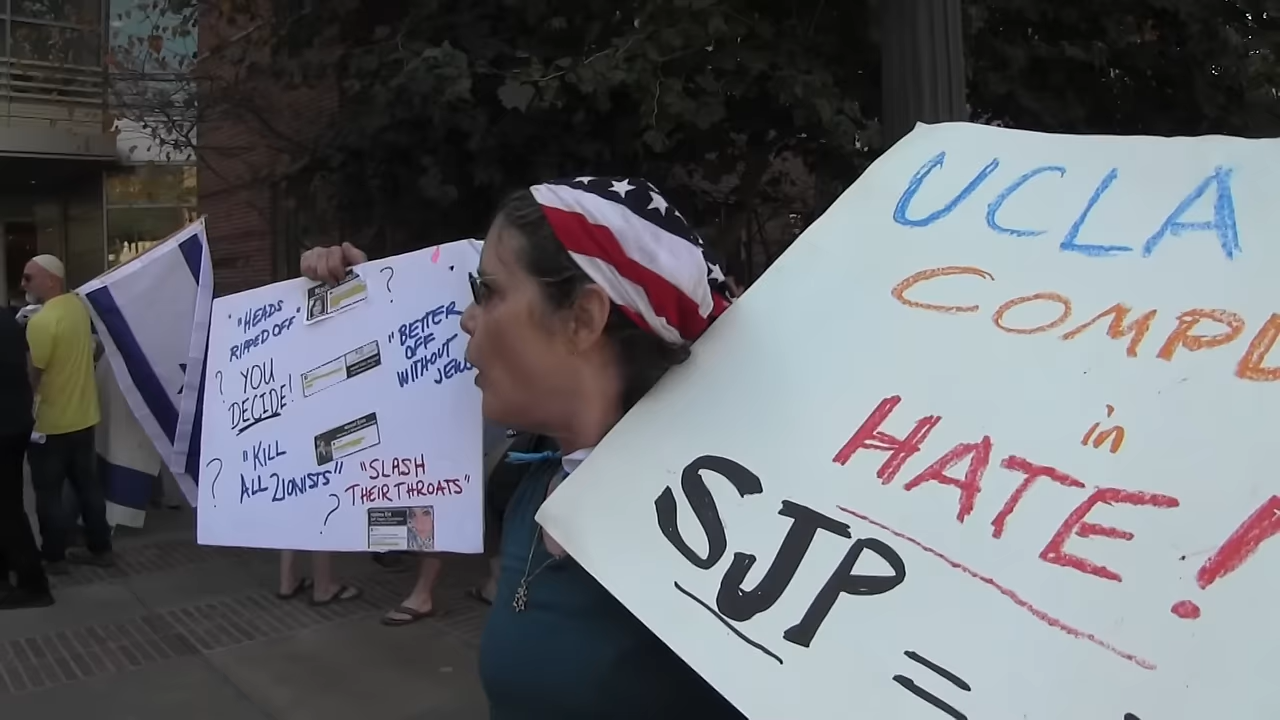 "HEADS
RIPPED OFF"
?
"BETTER
OFF
WITHOUT
? YOU
DECIDE!
"KILL
ALL ZIONISTS"
?
"SLASH
THEIR THROATS"
?
UCLA
in
HATE!
SJP
=